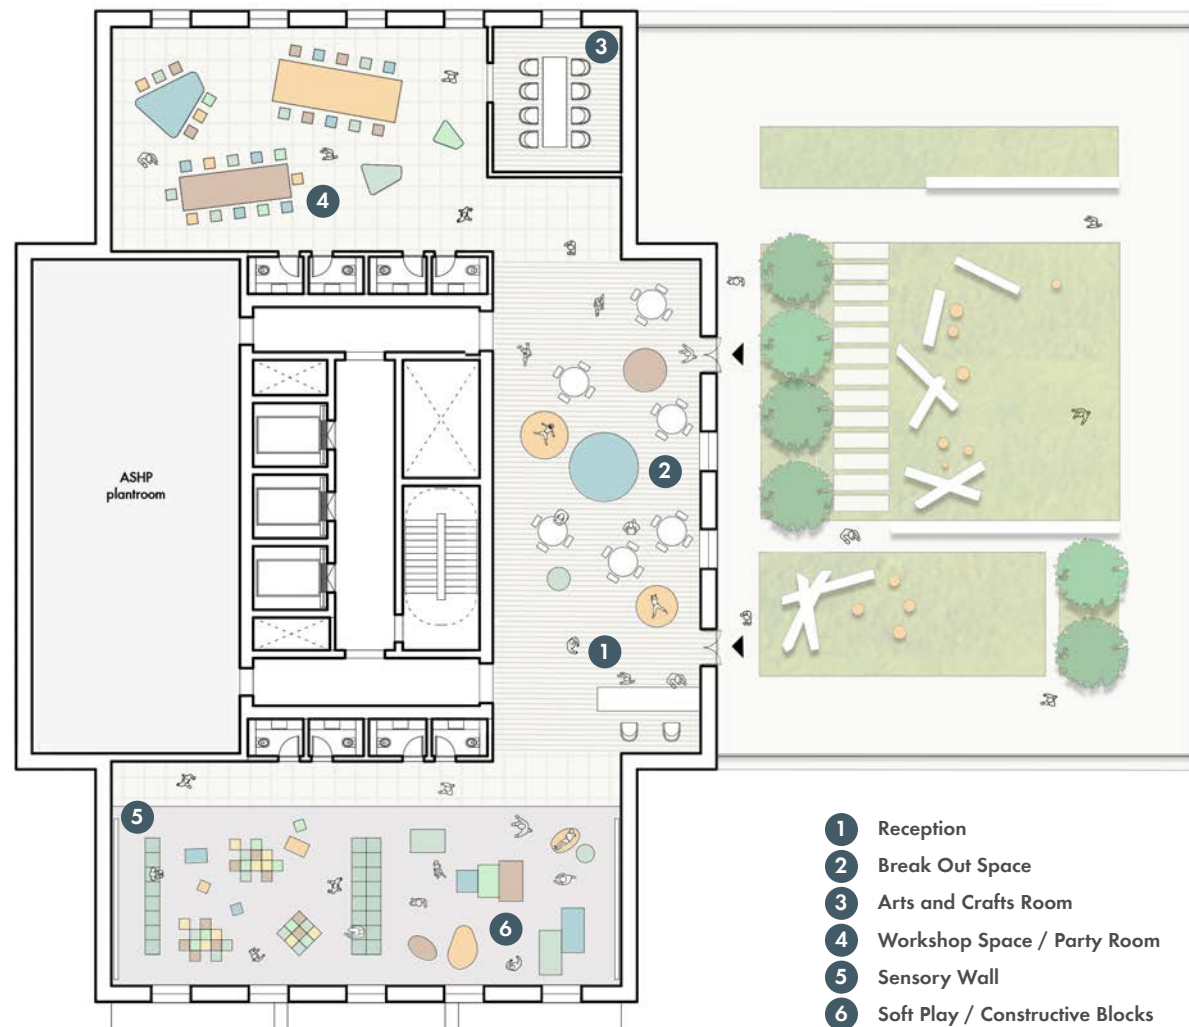 3
4
ASHP
plantroom
2
1
5
6
1 Reception
2 Break Out Space
3 Arts and Crafts Room
4 Workshop Space / Party Room
5 Sensory Wall
6 Soft Play / Constructive Blocks